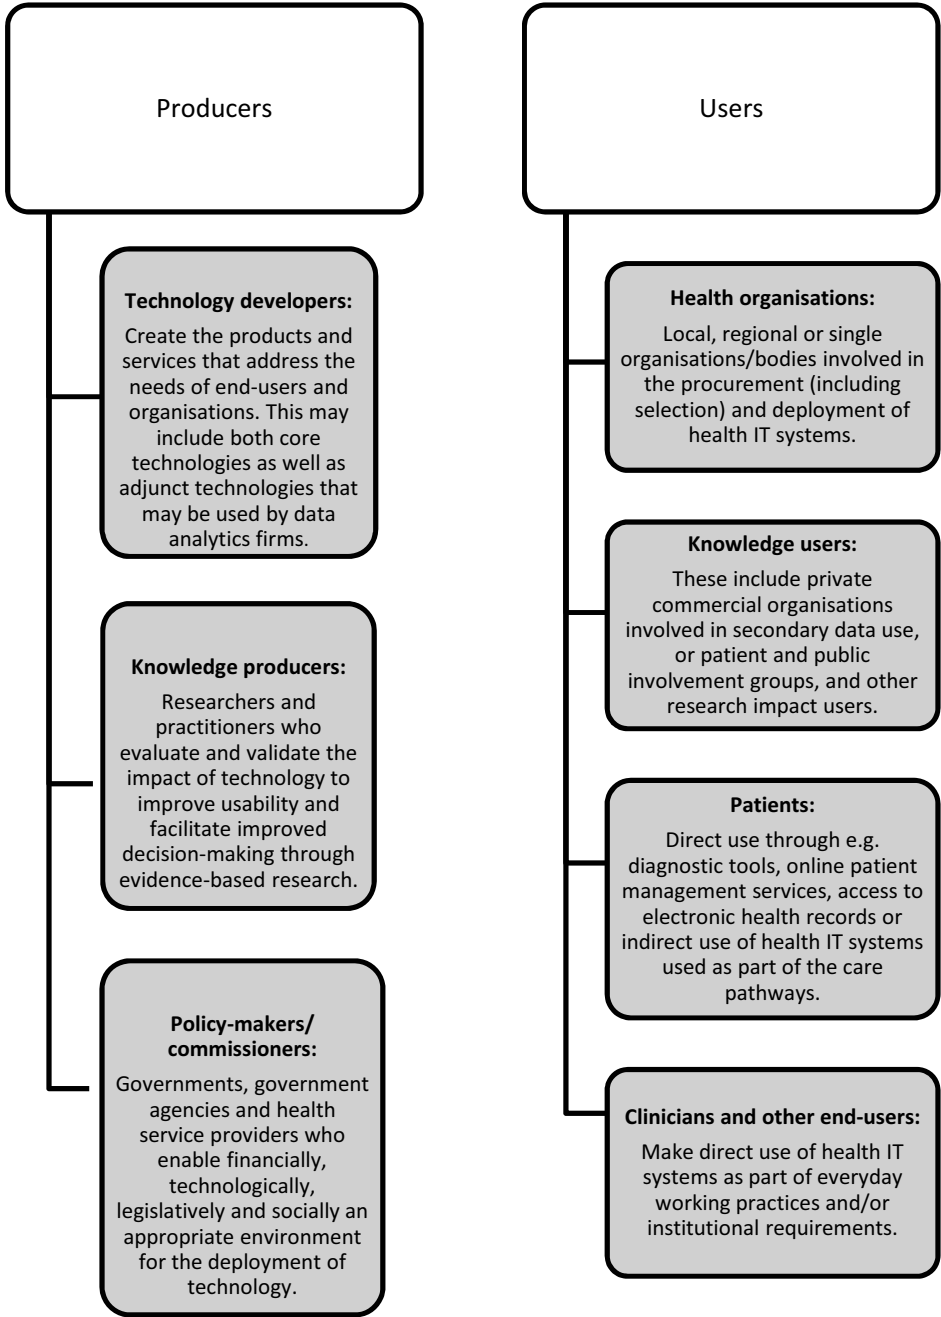 Producers
Technology developers:
Create the products and
services that address the
needs of end-users and
organisations. This may
include both core
technologies as well as
adjunct technologies that
may be used by data
analytics firms.
Knowledge producers:
Researchers and
practitioners who
evaluate and validate the
impact of technology to
improve usability and
facilitate improved
decision-making through
evidence-based research.
Policy-makers/
commissioners:
Governments, government
agencies and health
service providers who
enable financially,
technologically,
legislatively and socially an
appropriate environment
for the deployment of
technology.
Users
Health organisations:
Local, regional or single
organisations/bodies involved in
the procurement (including
selection) and deployment of
health IT systems.
Knowledge users:
These include private
commercial organisations
involved in secondary data use,
or patient and public
involvement groups, and other
research impact users.
Patients:
Direct use through e.g.
diagnostic tools, online patient
management services, access to
electronic health records or
indirect use of health IT systems
used as part of the care
pathways.
Clinicians and other end-users:
Make direct use of health IT
systems as part of everyday
working practices and/or
institutional requirements.